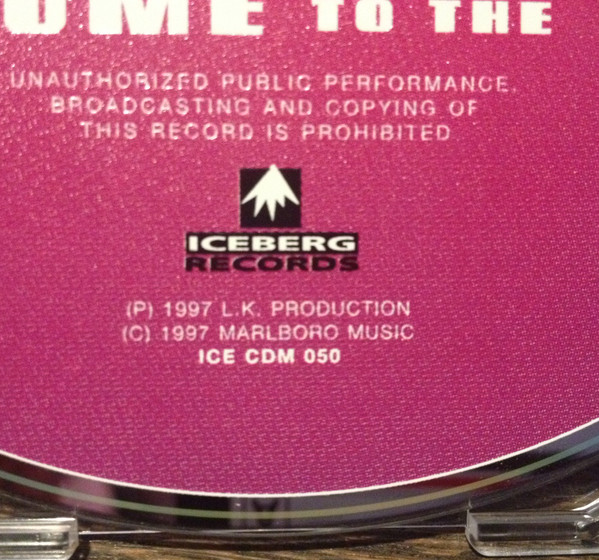 OME TO THE
UNAUTHORIZED PUBLIC PERFORMANCE,
BROADCASTING AND COPYING OF
THIS RECORD IS PROHIBITED
ICEBERG
RECORDS
(P) 1997 L.K. PRODUCTION
(C) 1997 MARLBORO MUSIC
ICE CDM 050